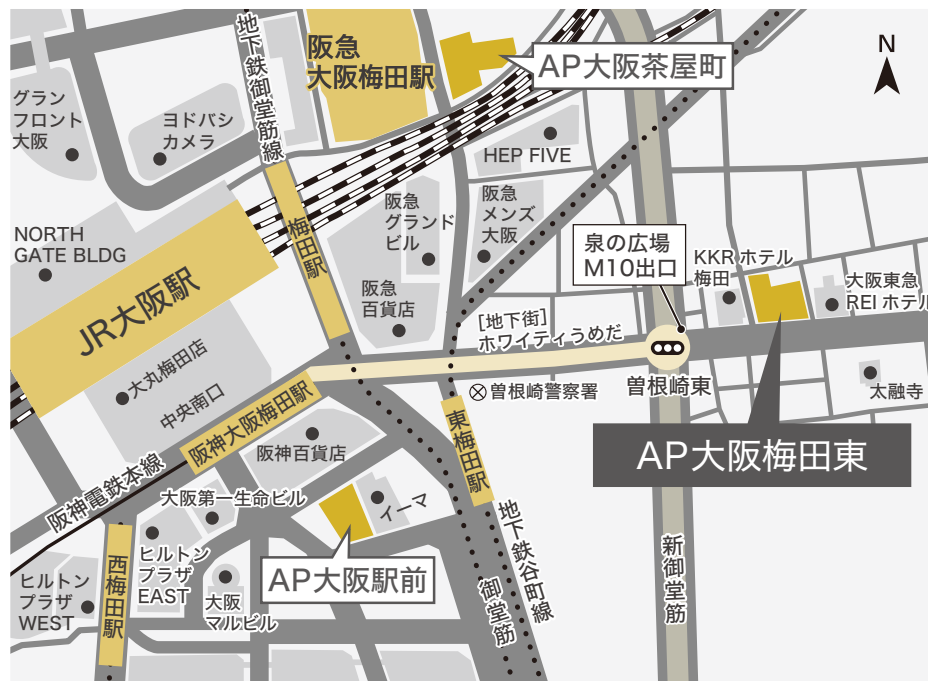 地下鉄御堂筋線
阪急
大阪梅田駅
AP大阪茶屋町
N
グラン
フロント
大阪
ヨドバシ
カメラ
HEP FIVE
NORTH
GATE BLDG
梅田駅
阪急
グランド
ビル
阪急
メンズ
大阪
泉の広場
M10出口
KKR ホテル
梅田
大阪東急
REI ホテル
JR大阪駅
阪急
百貨店
[地下街]
ホワイティうめだ
大丸梅田店
中央南口
阪神大阪梅田駅
曽根崎警察署
曽根崎東
太融寺
東梅田駅
AP大阪梅田東
阪神百貨店
阪神電鉄本線
大阪第一生命ビル
イーマ
地下鉄谷町線
新御堂筋
西梅田駅
ヒルトン
プラザ
EAST
ヒルトン
プラザ
WEST
大阪
マルビル
AP大阪駅前
御堂筋